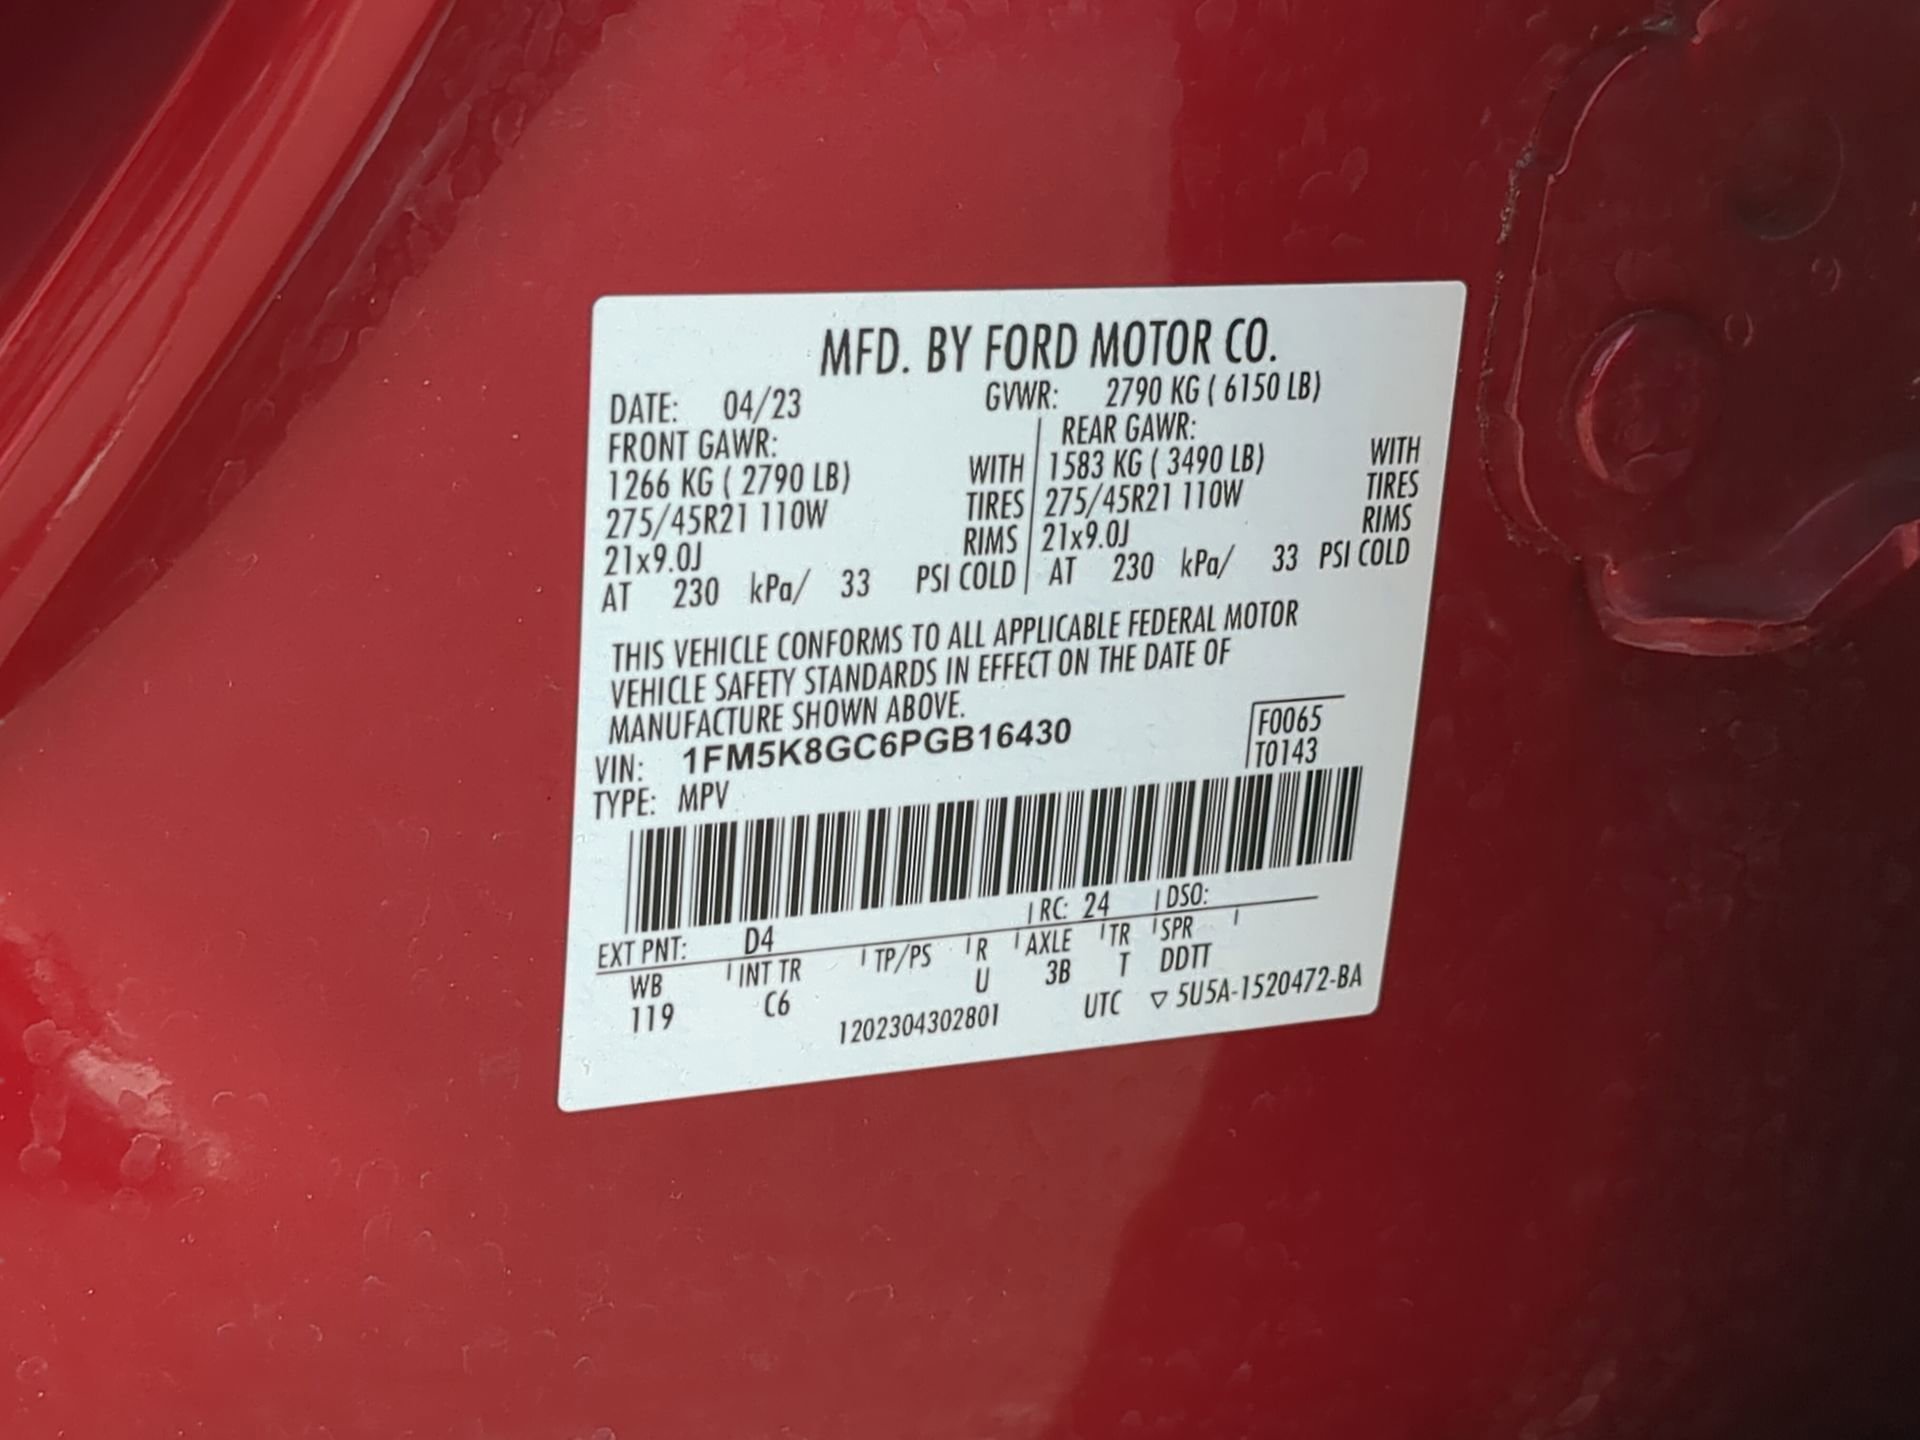 MFD. BY FORD MOTOR CO.
DATE: 04/23 GVWR: 2790 KG ( 6150 LB)
FRONT GAWR: REAR GAWR:
1266 KG ( 2790 LB) WITH 1583 KG ( 3490 LB) WITH
275/45R21 110W TIRES 275/45R21 110W TIRES
21x9.0J RIMS 21x9.0J RIMS
AT 230 kPa/ 33 PSI COLD AT 230 kPa/ 33 PSI COLD
THIS VEHICLE CONFORMS TO ALL APPLICABLE FEDERAL MOTOR
VEHICLE SAFETY STANDARDS IN EFFECT ON THE DATE OF
MANUFACTURE SHOWN ABOVE.
VIN: 1FM5K8GC6PGB16430 F0065
TYPE: MPV T0143
EXT PNT: D4 RC: 24 DSO:
WB INT TR TP/PS R AXLE TR SPR
119 C6 U 3B T DDTT
1202304302801 UTC ▽ 5U5A-1520472-BA